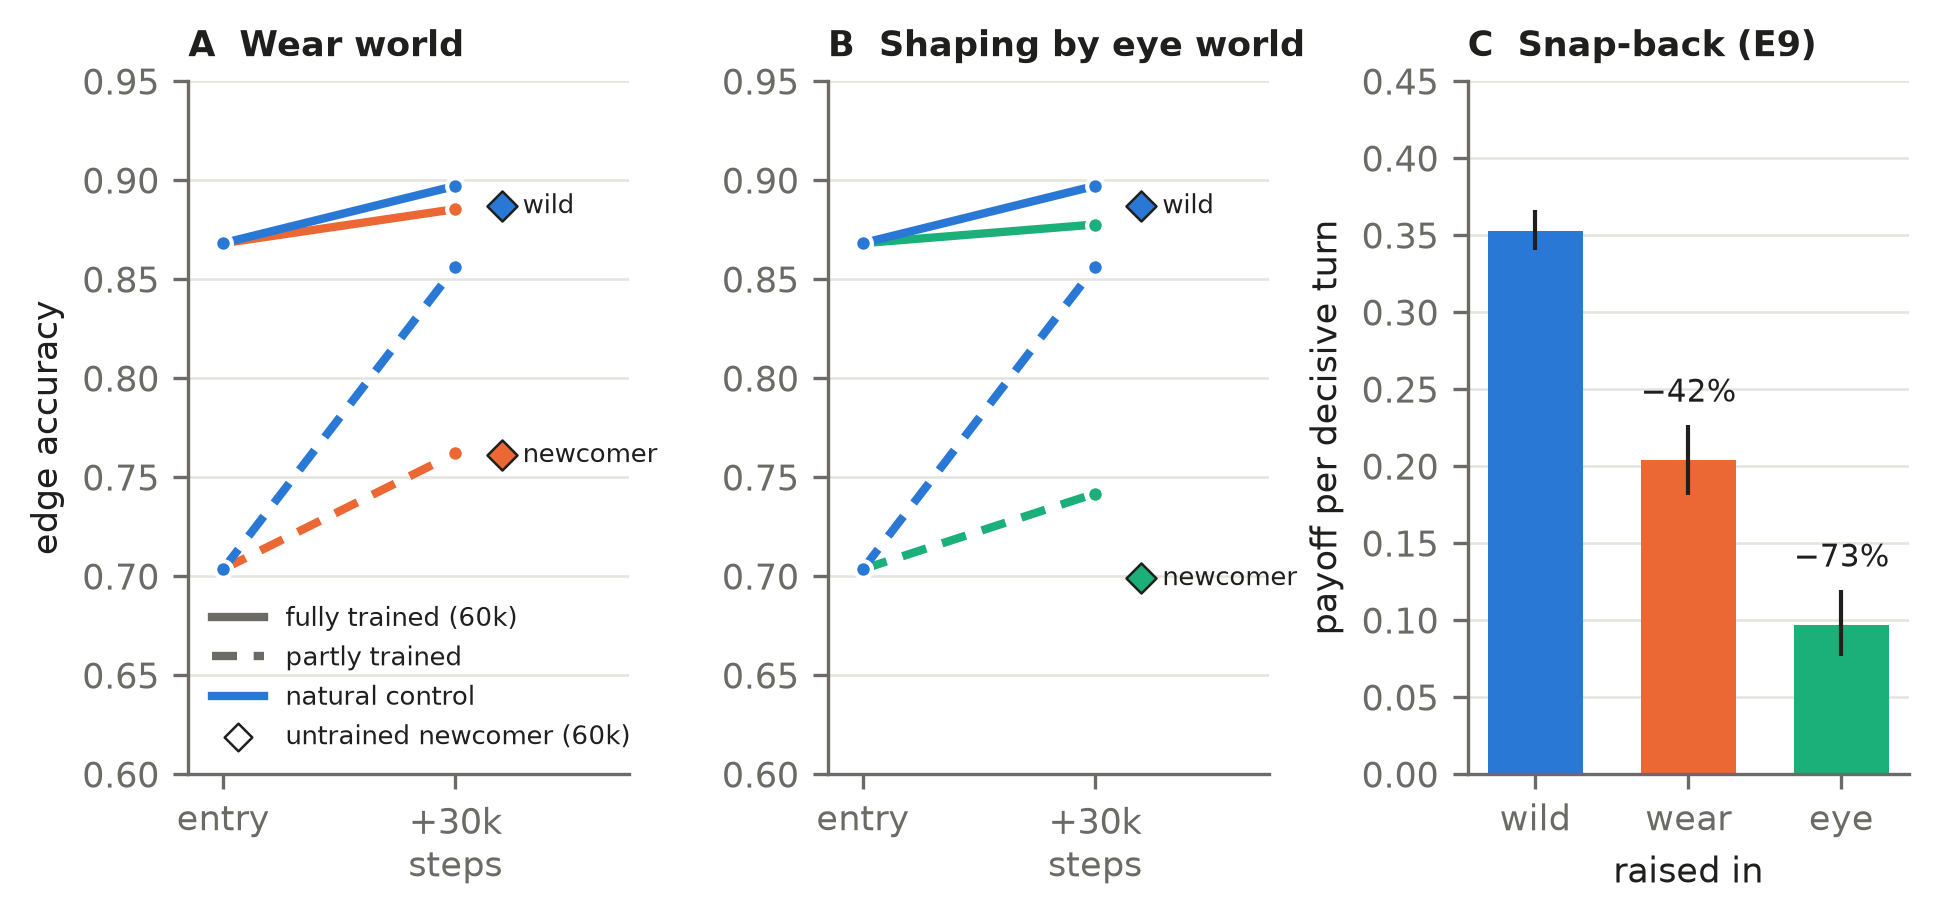 A Wear world
0.95
0.90
0.85
0.80
0.75
0.70
0.65
0.60
edge accuracy
wild
newcomer
fully trained (60k)
partly trained
natural control
untrained newcomer (60k)
entry
+30k
steps
B Shaping by eye world
0.95
0.90
0.85
0.80
0.75
0.70
0.65
0.60
wild
newcomer
entry
+30k
steps
C Snap-back (E9)
0.45
0.40
0.35
0.30
0.25
0.20
0.15
0.10
0.05
0.00
payoff per decisive turn
−42%
−73%
wild
wear
eye
raised in